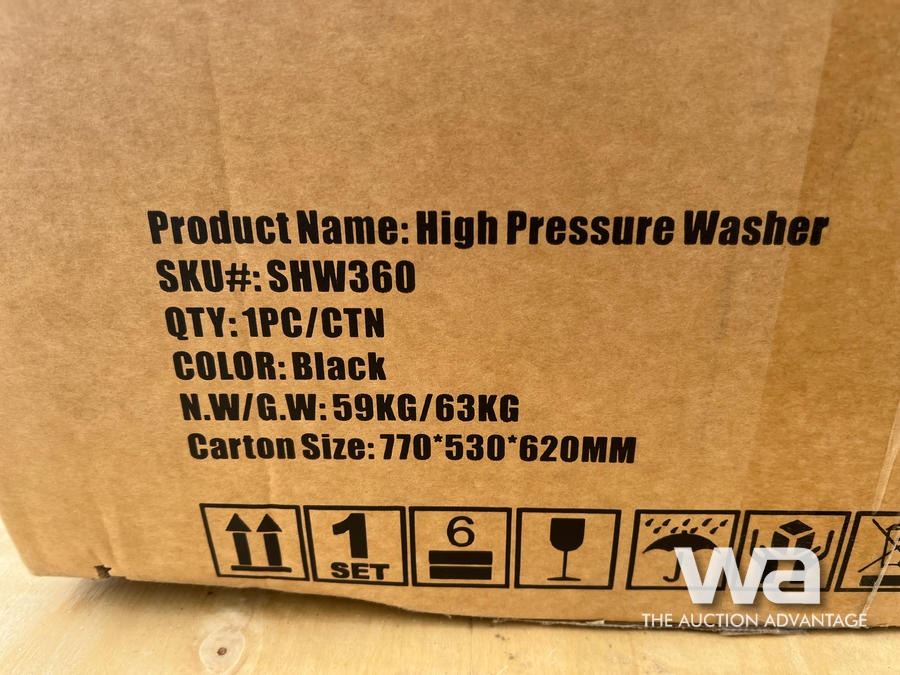 Product Name: High Pressure Washer
SKU#: SHW360
QTY: 1PC/CTN
COLOR: Black
N.W/G.W: 59KG/63KG
Carton Size: 770*530*620MM
1
SET
6
wa
THE AUCTION ADVANTAGE